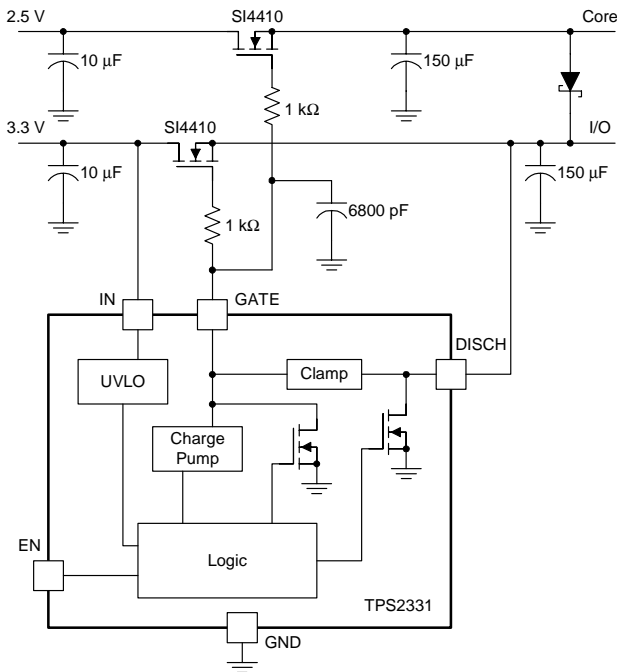 2.5 V
SI4410
Core
10 μF
150 μF
1 kΩ
3.3 V
SI4410
I/O
10 μF
150 μF
6800 pF
1 kΩ
IN
GATE
DISCH
UVLO
Clamp
Charge
Pump
Logic
EN
TPS2331
GND